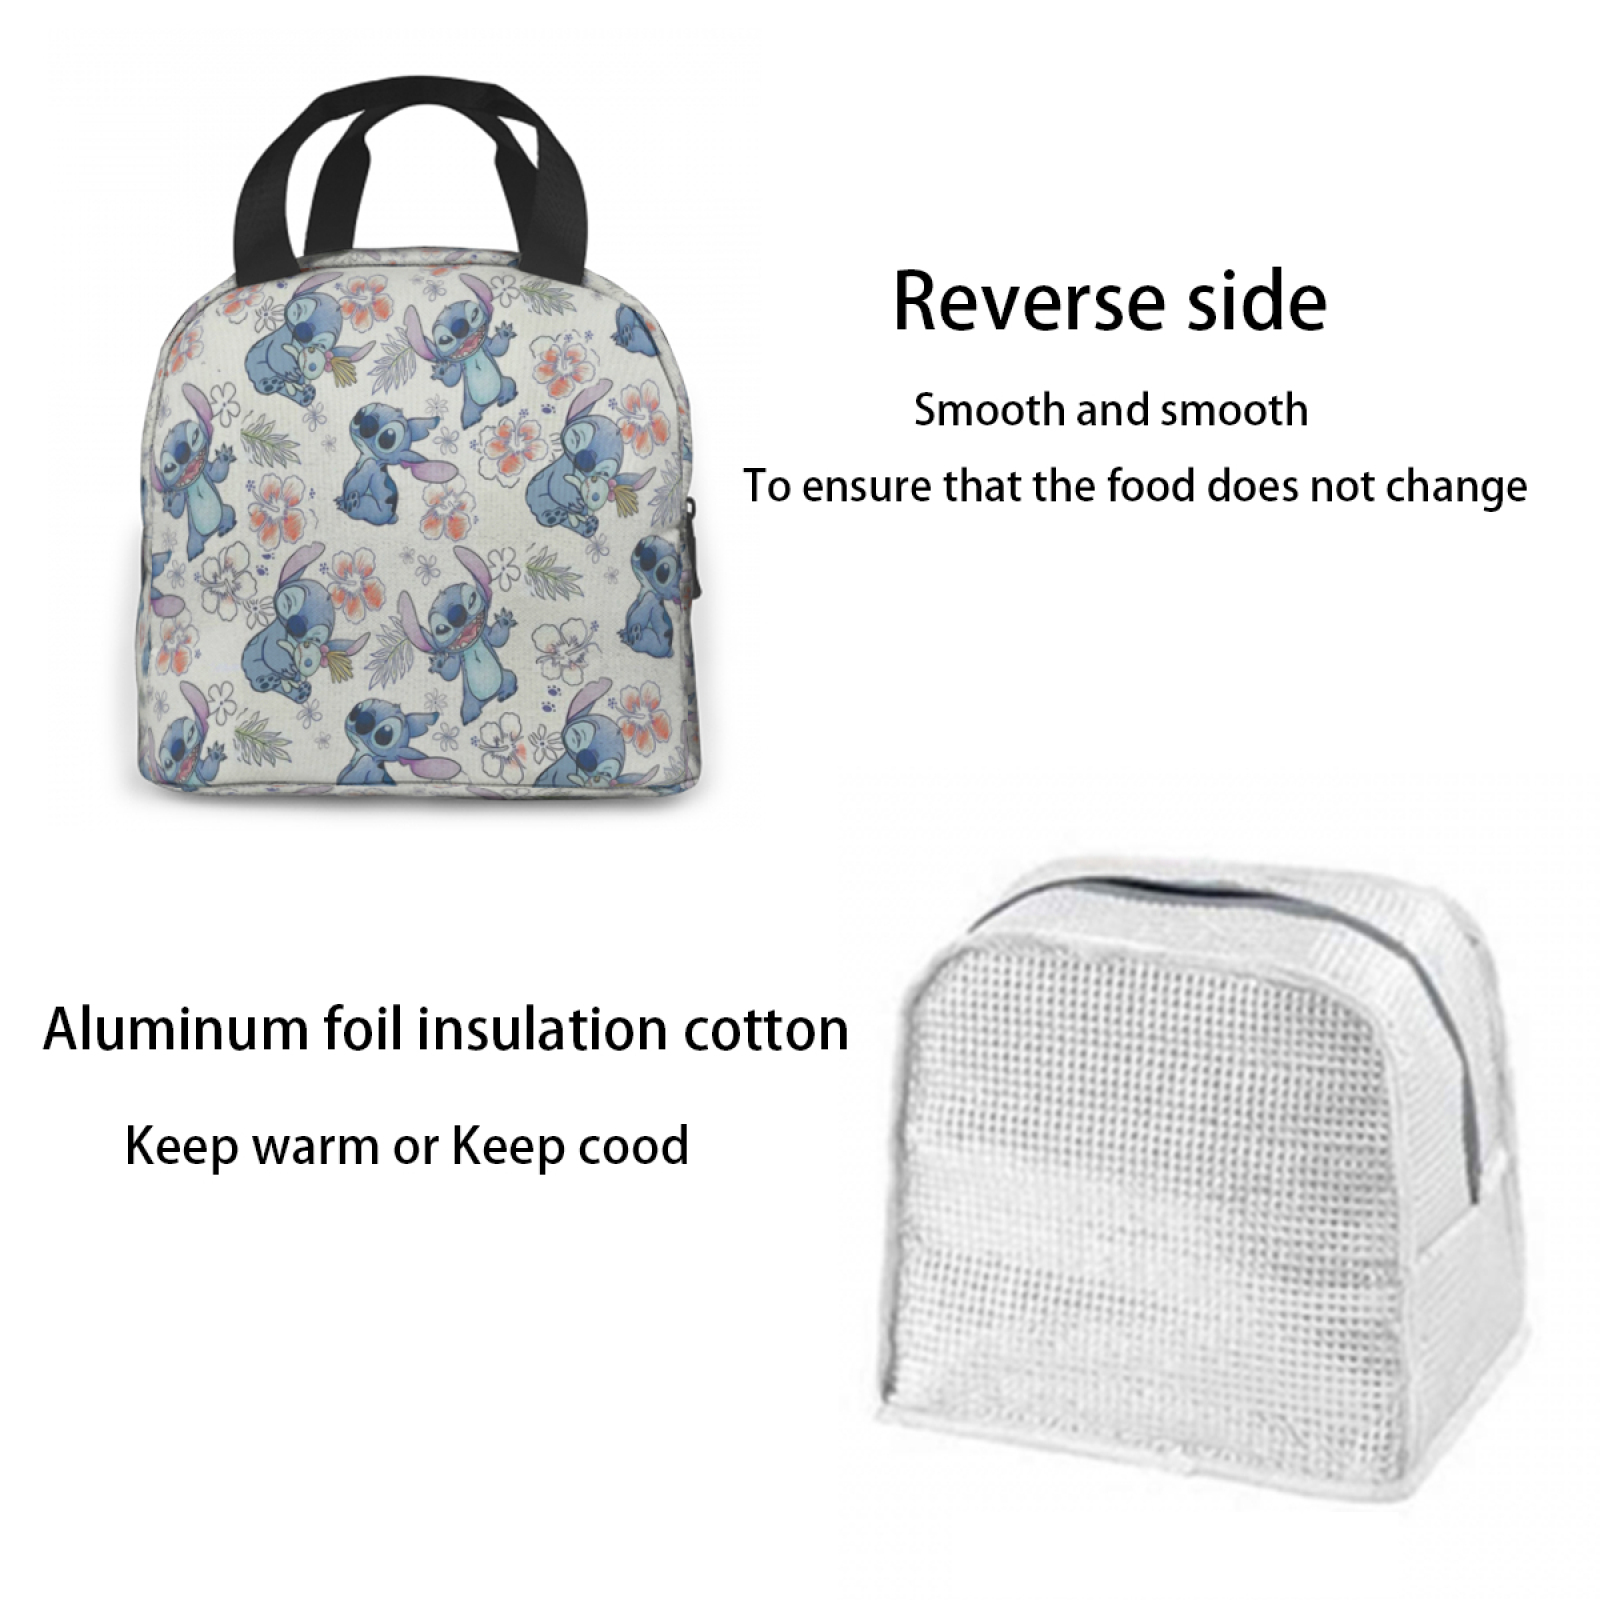 Reverse side
Smooth and smooth
To ensure that the food does not change
Aluminum foil insulation cotton
Keep warm or Keep cood